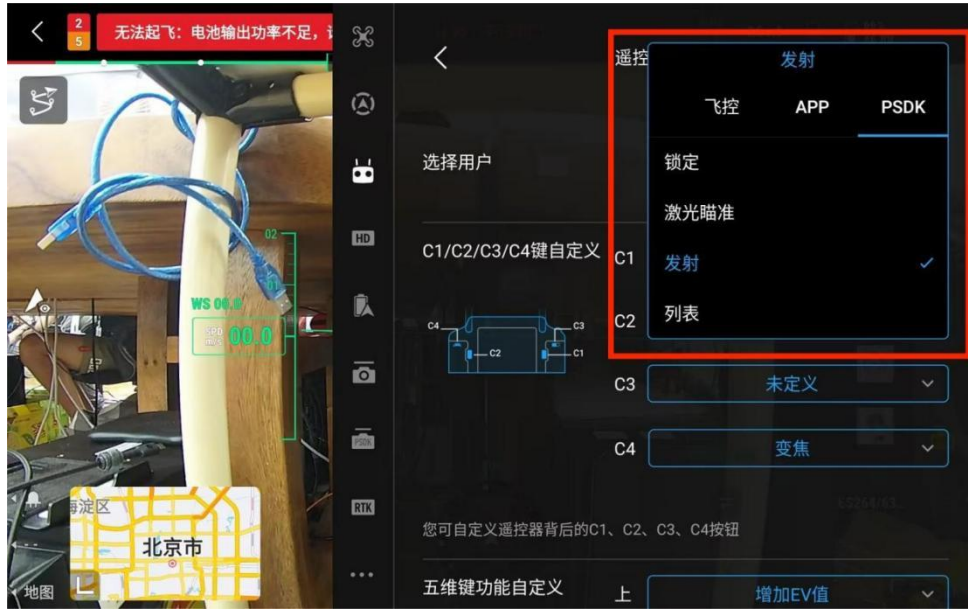 2
5
无法起飞：电池输出功率不足，
02
01
WS 00.0
SPD
m/s
00.0
海淀区
北京市
地图
HD
PSDK
RTK
遥控
发射
飞控 APP PSDK
锁定
激光瞄准
发射
列表
选择用户
C1/C2/C3/C4键自定义
C1
C2
C4 C3
C2 C1
C3 未定义
C4 变焦
您可自定义遥控器背后的C1、C2、C3、C4按钮
五维键功能自定义 上 增加EV值